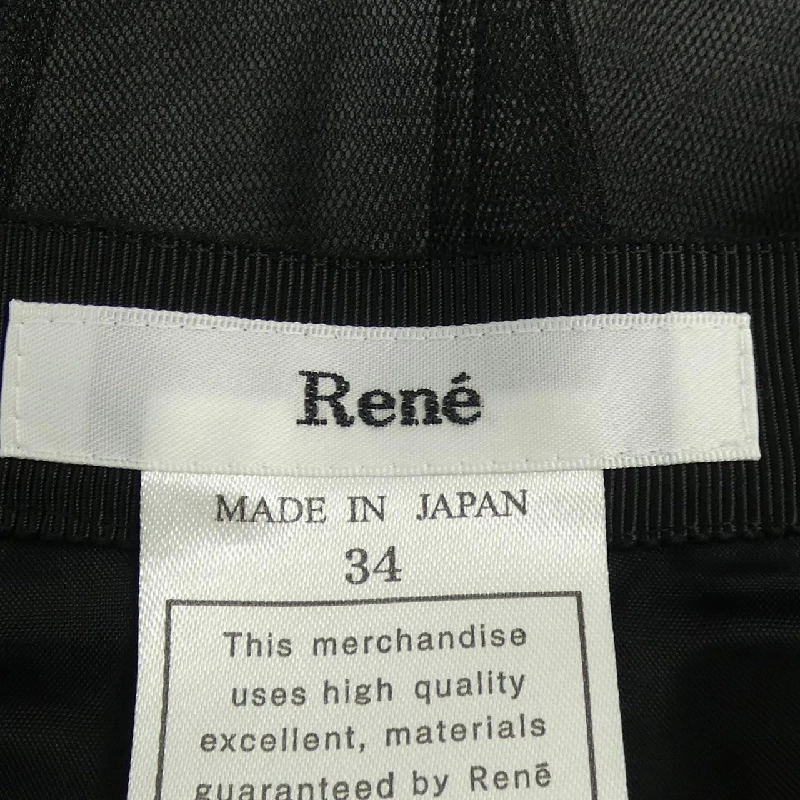 René
MADE IN JAPAN
34
This merchandise
uses high quality
excellent, materials
guaranteed by René